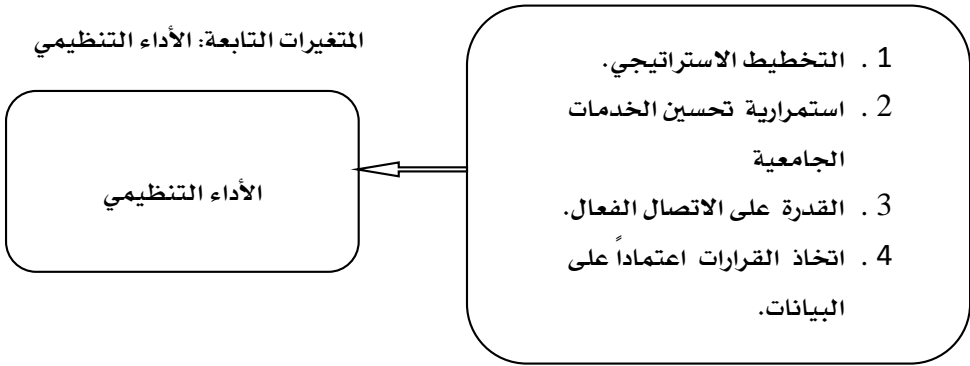 المتغيرات التابعة: الأداء التنظيمي
1 . التخطيط الاستراتيجي.
2 . استمرارية تحسين الخدمات
الجامعية
3 . القدرة على الاتصال الفعال.
4 . اتخاذ القرارات اعتماداً على
البيانات.
الأداء التنظيمي